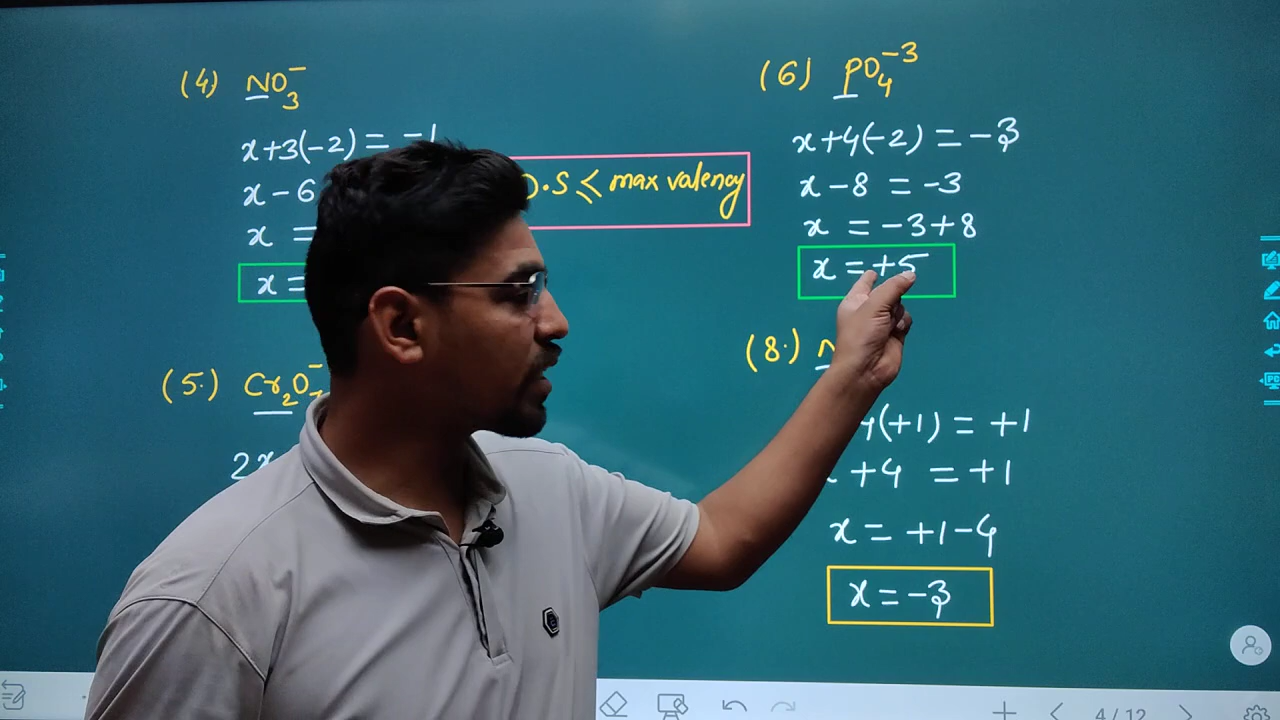 (4) NO₃⁻
x+3(-2) = -1
x-6
x =
x =
O.S ≤ max valency
(5.) Cr₂O₇⁻
2x
(6) PO₄⁻³
x+4(-2) = -3
x-8 = -3
x = -3+8
x = +5
(8.) N
4(+1) = +1
+4 = +1
x = +1-4
x = -3
4/12